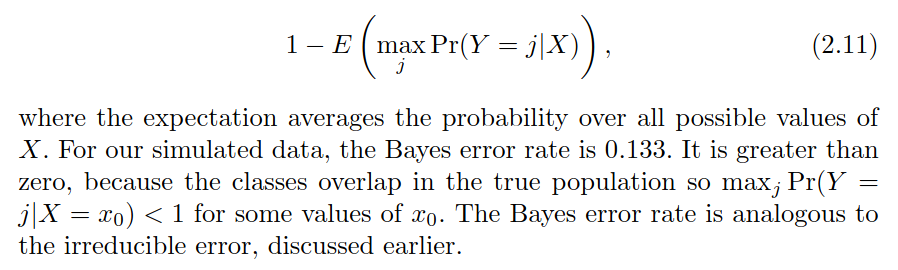 1 − E ( max_j Pr(Y = j|X) ) , (2.11)
where the expectation averages the probability over all possible values of
X. For our simulated data, the Bayes error rate is 0.133. It is greater than
zero, because the classes overlap in the true population so max_j Pr(Y =
j|X = x_0) < 1 for some values of x_0. The Bayes error rate is analogous to
the irreducible error, discussed earlier.